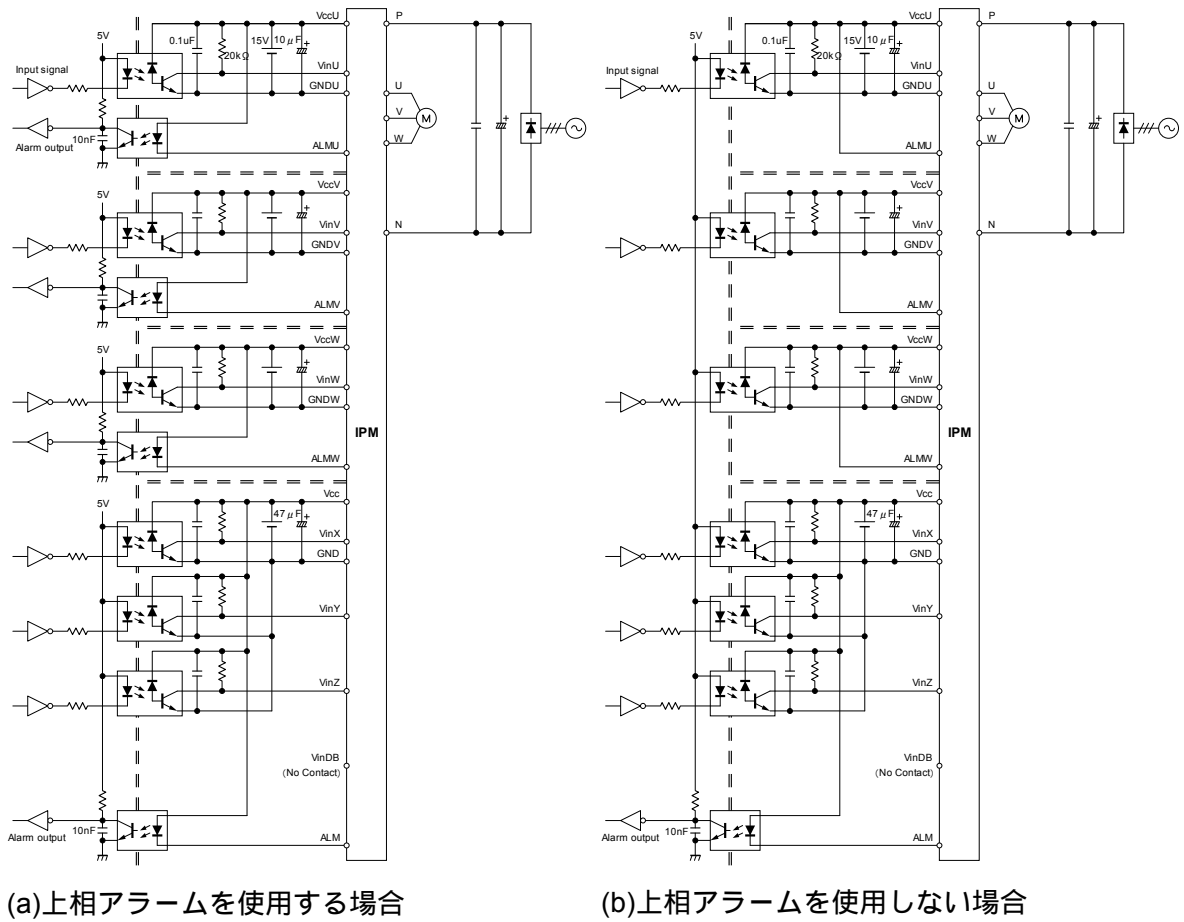 VccU
P
5V
0.1uF
20kΩ
15V
10μF
+
Input signal
VinU
GNDU
U
V
W
M
Alarm output
10nF
ALMU
VccV
5V
+
VinV
GNDV
N
ALMV
VccW
5V
+
VinW
GNDW
IPM
ALMW
Vcc
5V
47μF
+
VinX
GND
VinY
VinZ
VinDB
(No Contact)
Alarm output
10nF
ALM
(a)上相アラームを使用する場合
VccU
P
5V
0.1uF
20kΩ
15V
10μF
+
Input signal
VinU
GNDU
U
V
W
M
ALMU
VccV
+
VinV
GNDV
N
ALMV
VccW
+
VinW
GNDW
IPM
ALMW
Vcc
47μF
+
VinX
GND
VinY
VinZ
VinDB
(No Contact)
Alarm output
10nF
ALM
(b)上相アラームを使用しない場合